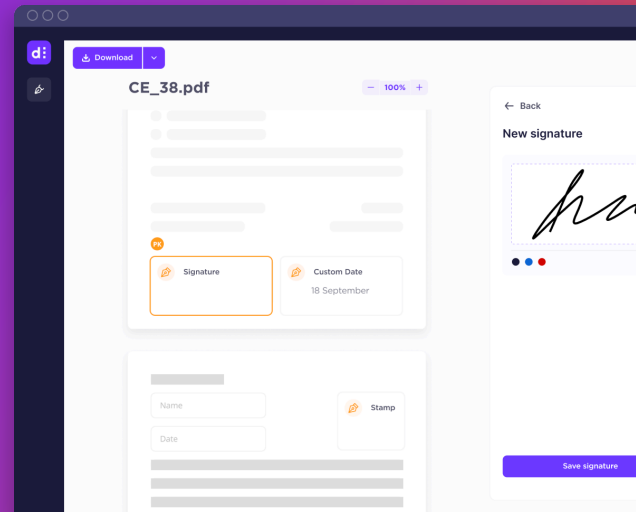 d:
Download
CE_38.pdf
− 100% +
← Back
New signature
PK
Signature
Custom Date
18 September
Name
Stamp
Date
Save signature